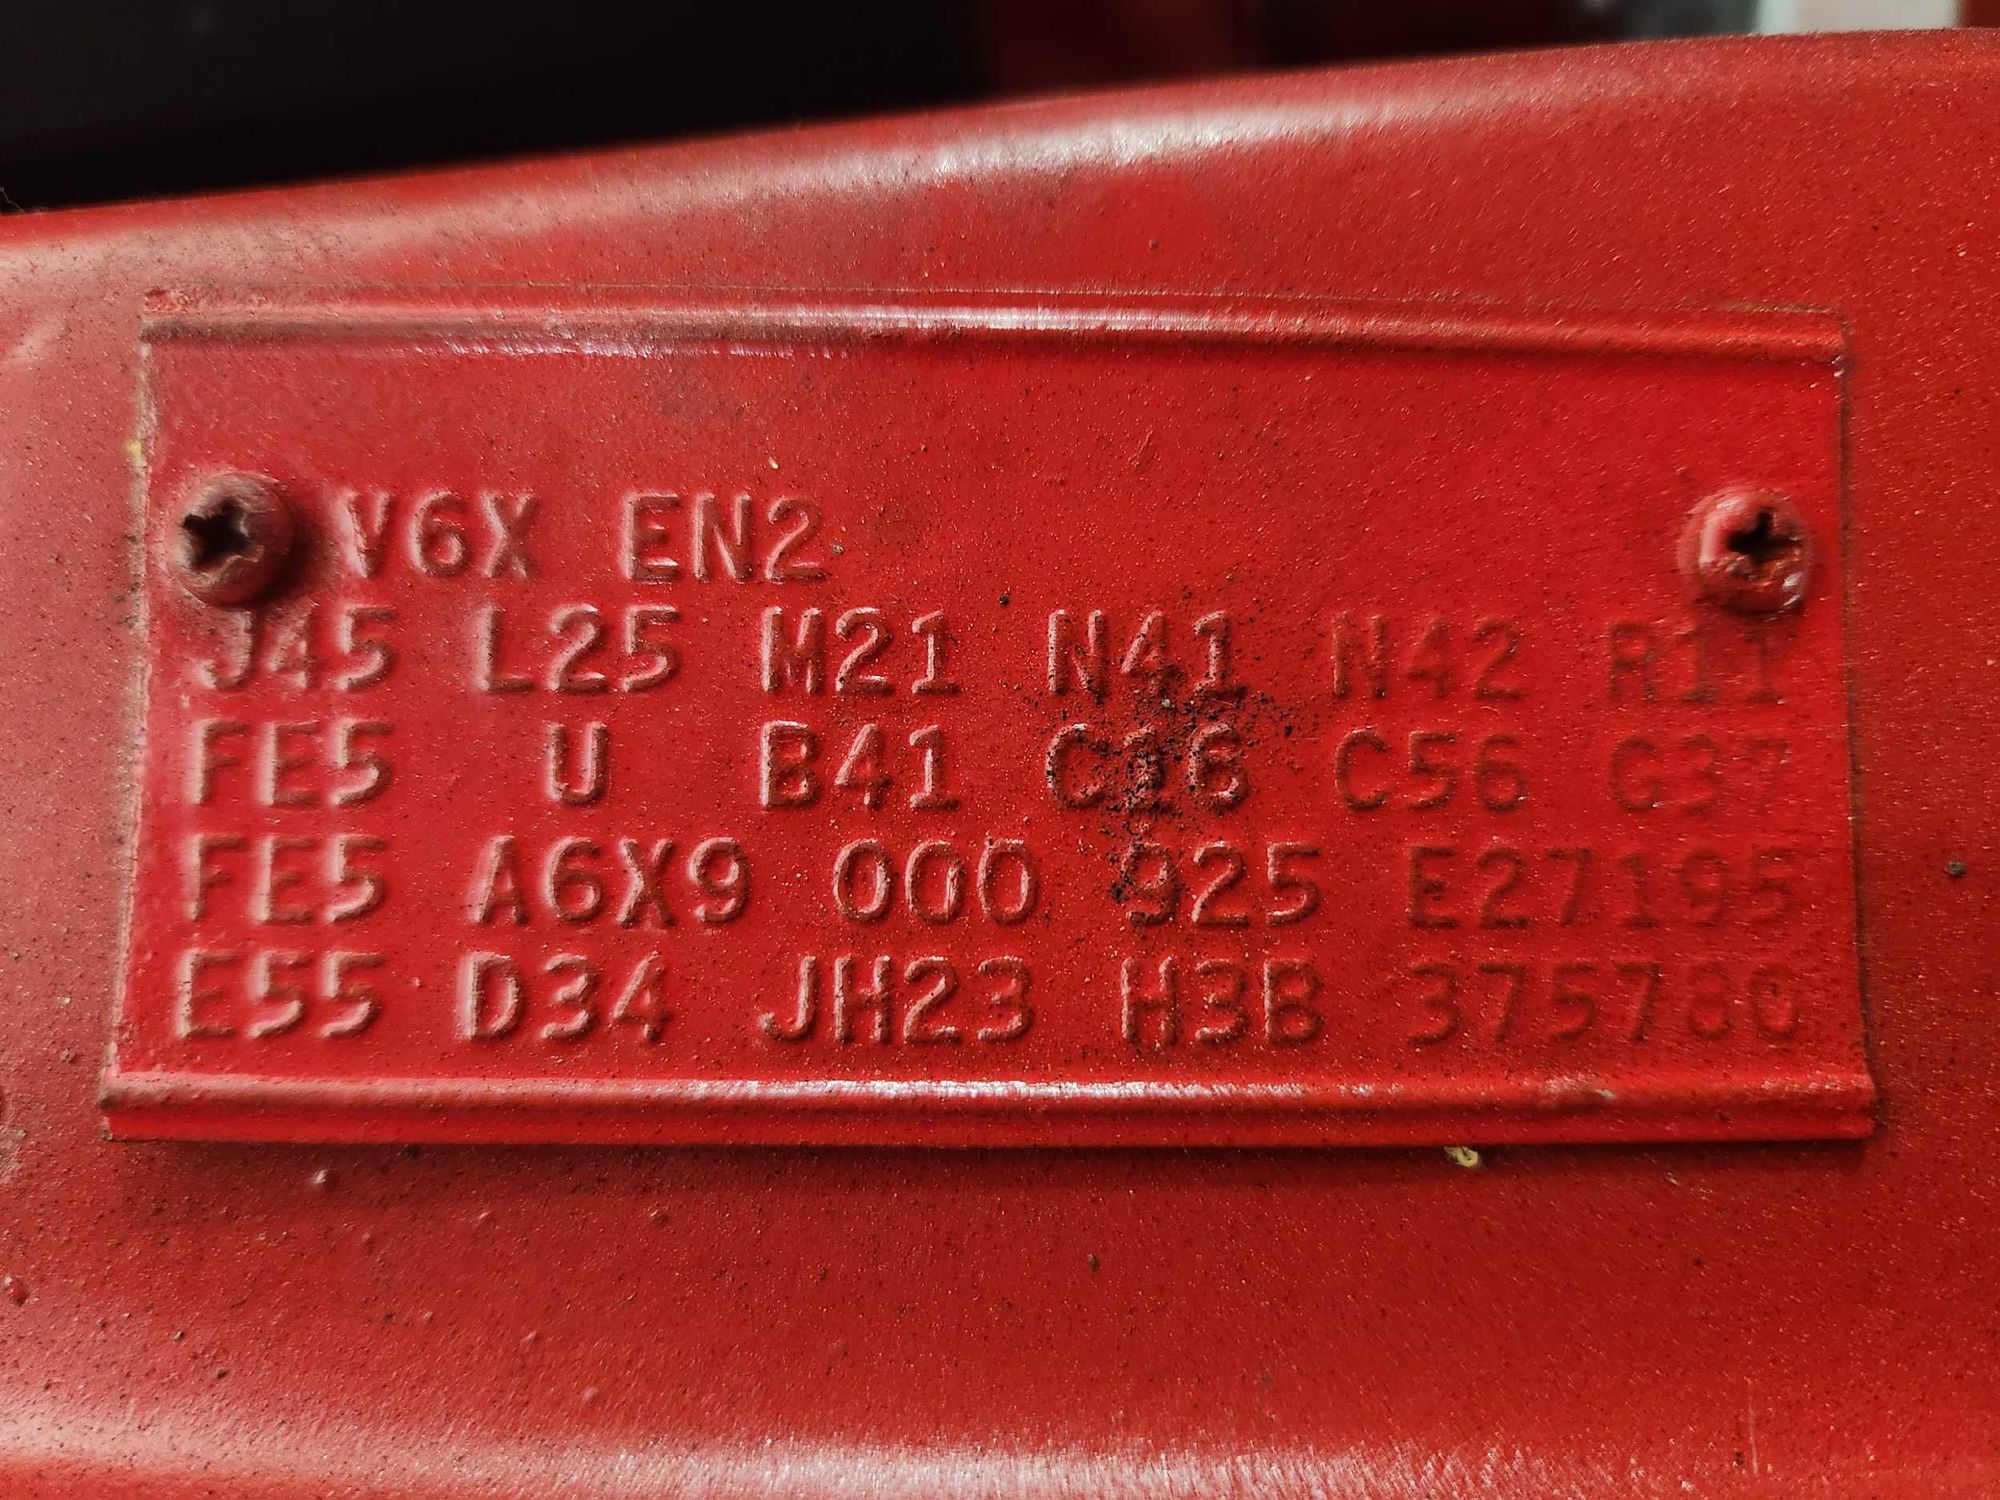 V6X EN2
J45 L25 M21 N41 N42 R11
FE5 U B41 C16 C56 G37
FE5 A6X9 000 925 E27195
E55 D34 JH23 H3B 375780